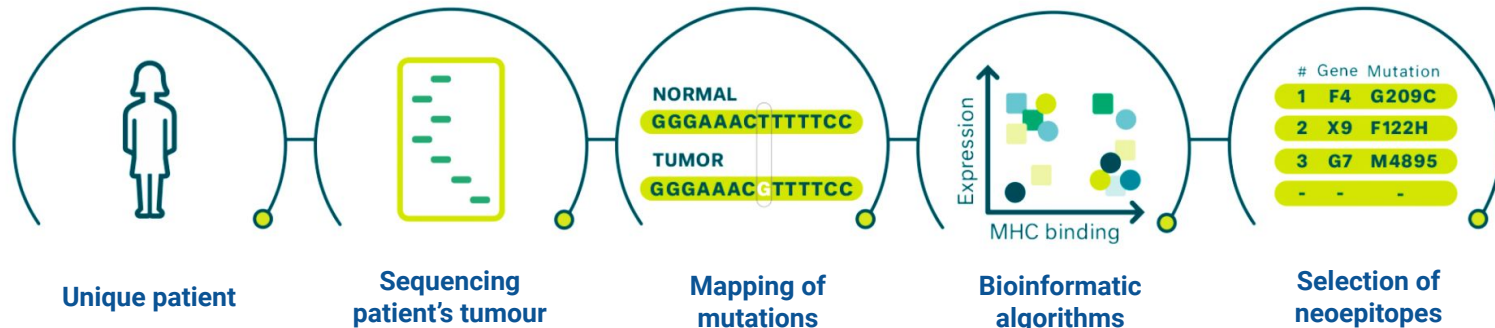 NORMAL
GGGAAACTTTTTCC
TUMOR
GGGAAACGTTTTCC
Expression
MHC binding
# Gene Mutation
1 F4 G209C
2 X9 F122H
3 G7 M4895
- - -
Unique patient
Sequencing
patient's tumour
Mapping of
mutations
Bioinformatic
algorithms
Selection of
neoepitopes